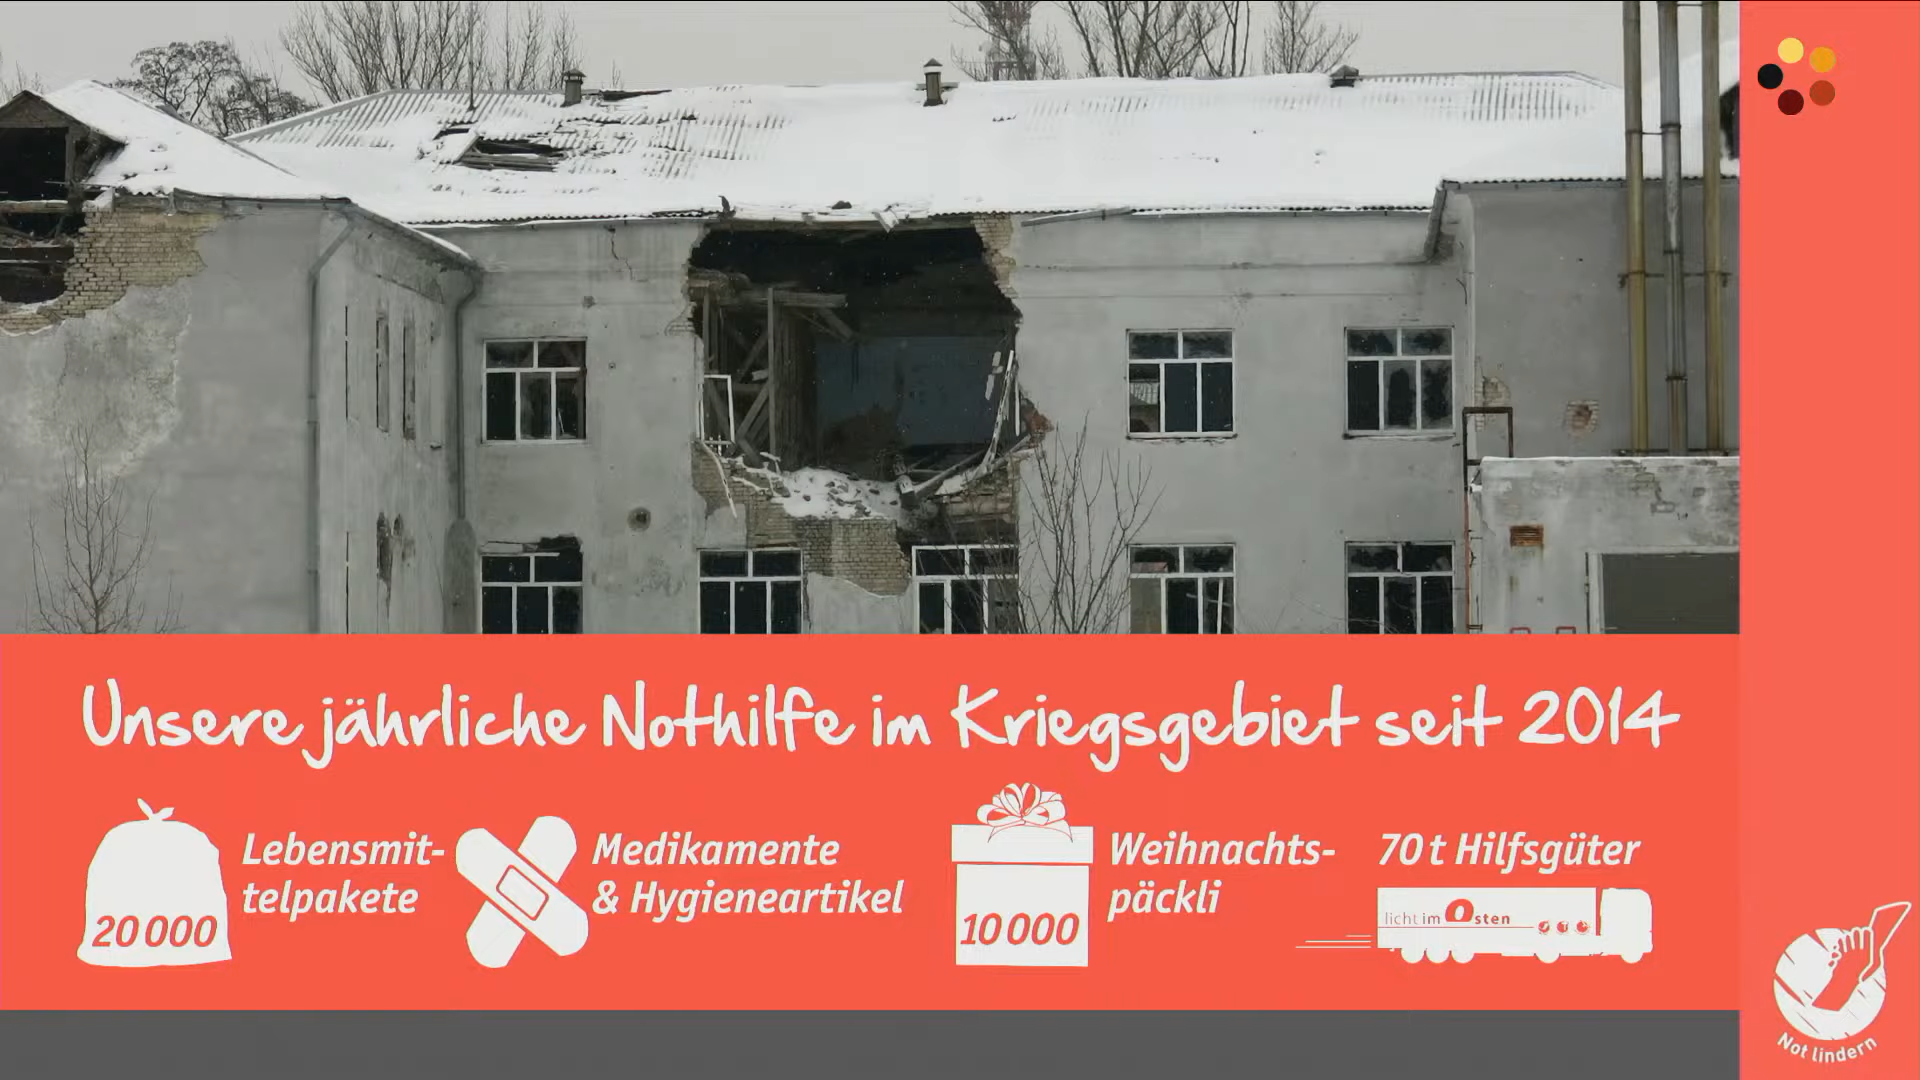 Unsere jährliche Nothilfe im Kriegsgebiet seit 2014
Lebensmit-
telpakete
20 000
Medikamente
& Hygieneartikel
Weihnachts-
päckli
10 000
70 t Hilfsgüter
licht im Osten
Not lindern